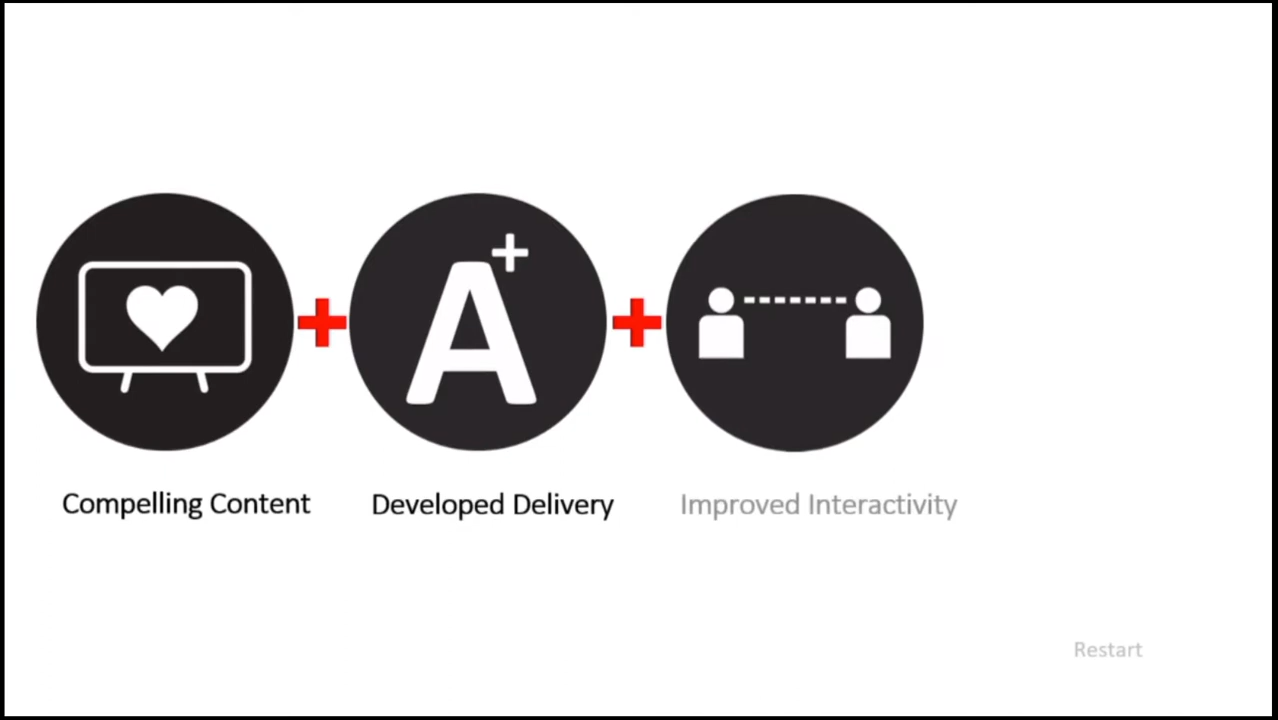 A+
Compelling Content
Developed Delivery
Improved Interactivity
Restart